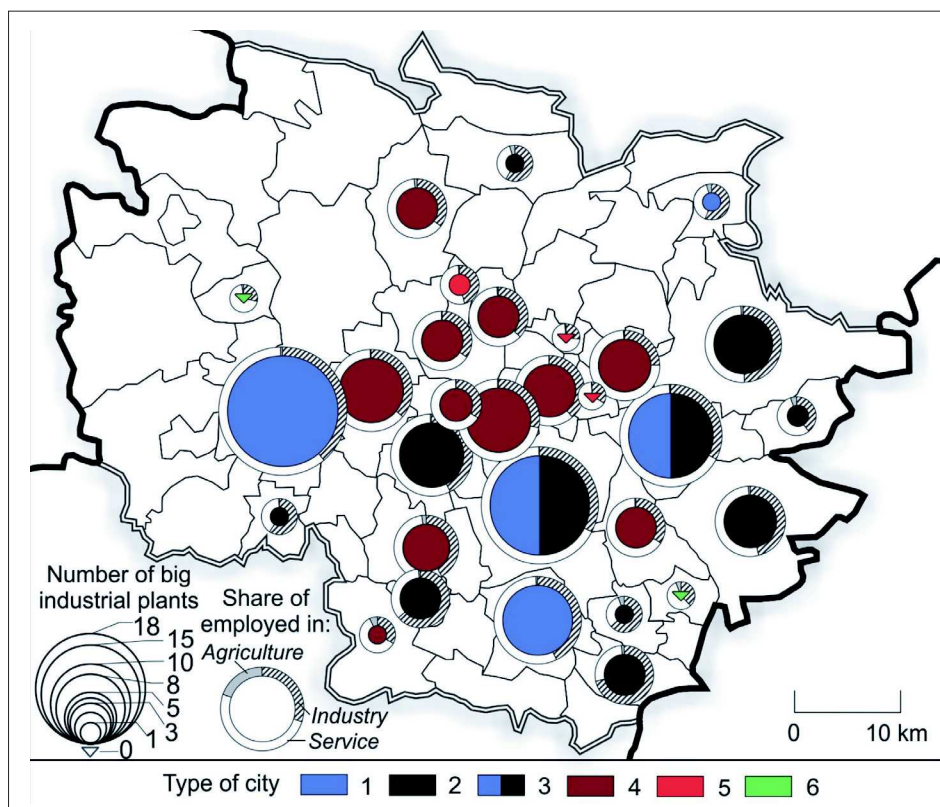 Number of big
industrial plants
18
15
10
8
5
3
1
0
Share of
employed in:
Agriculture
Industry
Service
0 10 km
Type of city 1 2 3 4 5 6